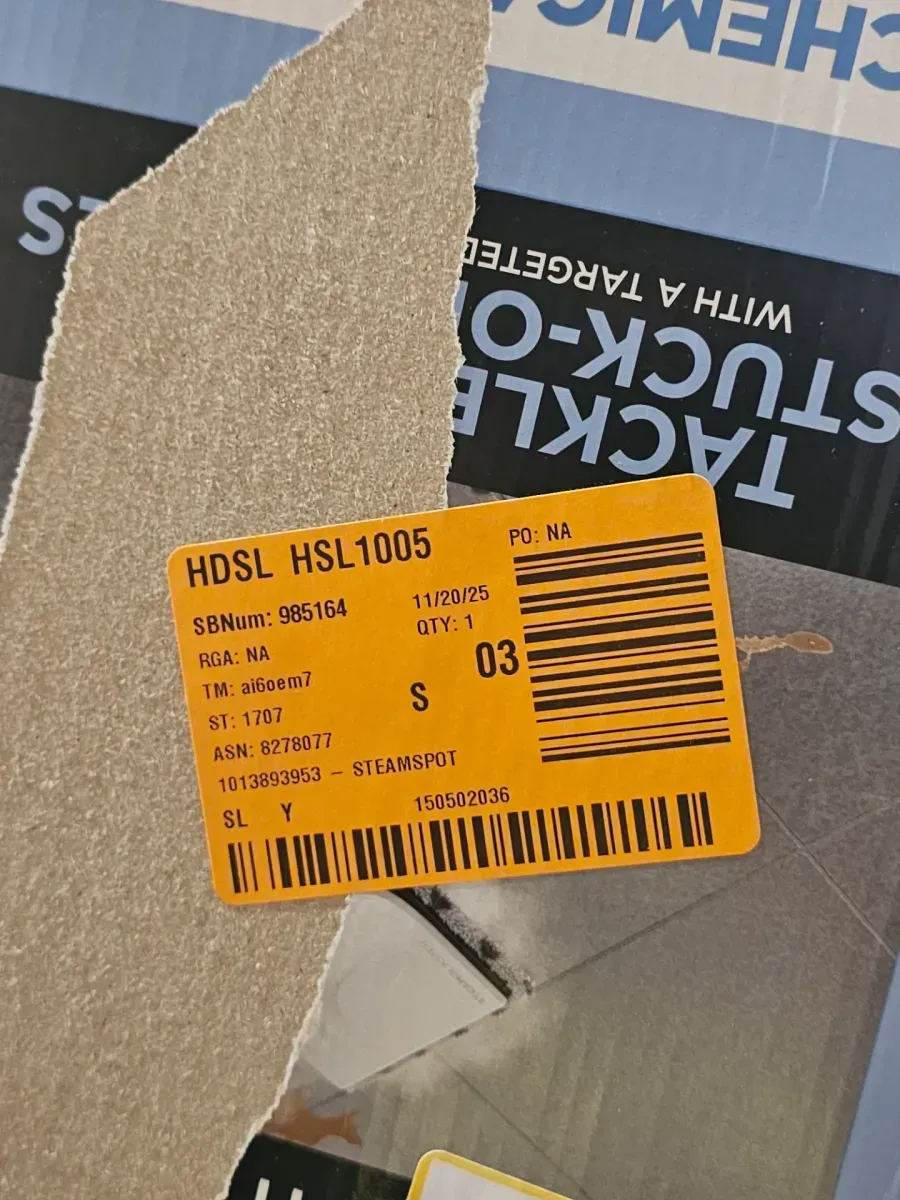 CHEMICA
WITH A TARGETED
STUCK-O
TACKLE
HDSL HSL1005
PO: NA
SBNum: 985164
11/20/25
QTY: 1
RGA: NA
03
TM: ai6oem7
S
ST: 1707
ASN: 8278077
1013893953 – STEAMSPOT
SL Y
150502036